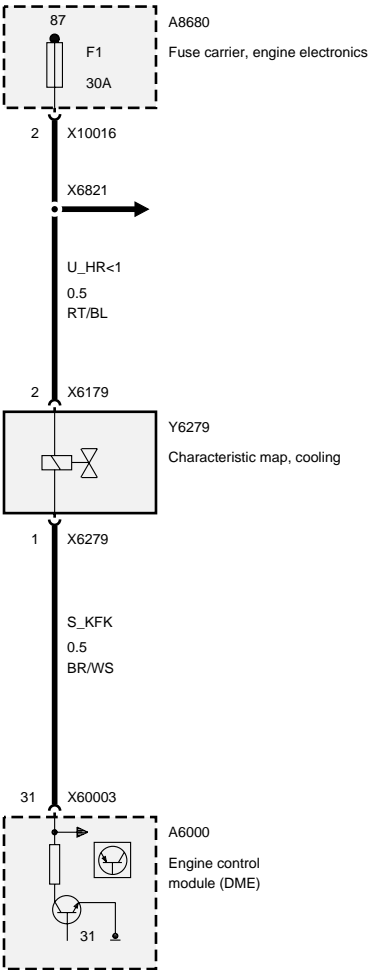 87
A8680
F1
Fuse carrier, engine electronics
30A
2 X10016
X6821
U_HR<1
0.5
RT/BL
2 X6179
Y6279
Characteristic map, cooling
1 X6279
S_KFK
0.5
BR/WS
31 X60003
A6000
Engine control
module (DME)
31